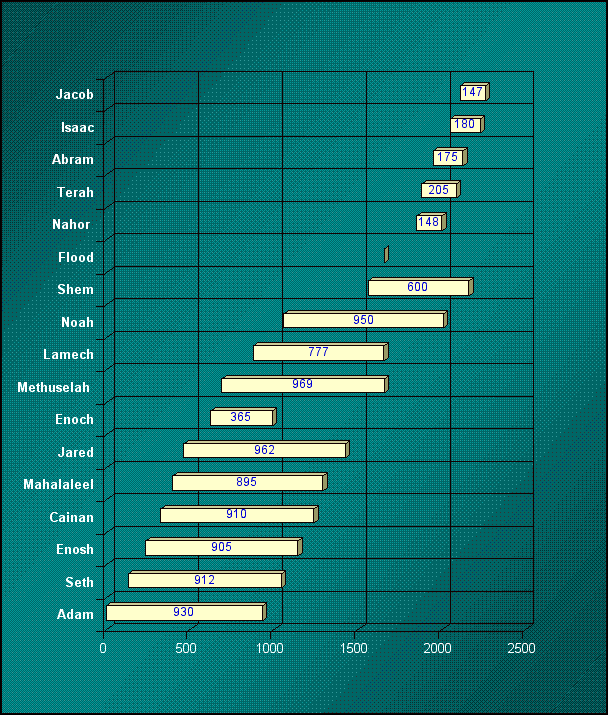 Jacob 147
Isaac 180
Abram 175
Terah 205
Nahor 148
Flood
Shem 600
Noah 950
Lamech 777
Methuselah 969
Enoch 365
Jared 962
Mahalaleel 895
Cainan 910
Enosh 905
Seth 912
Adam 930
0 500 1000 1500 2000 2500